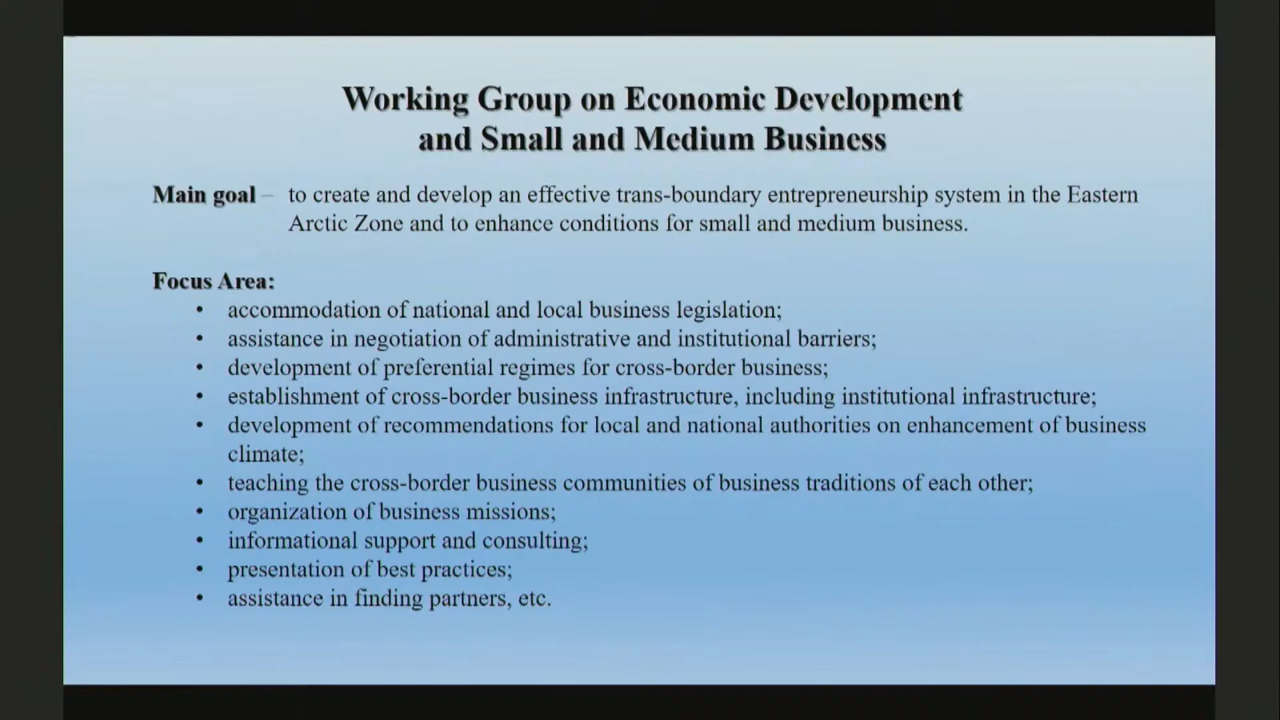 Working Group on Economic Development
and Small and Medium Business
Main goal – to create and develop an effective trans-boundary entrepreneurship system in the Eastern
Arctic Zone and to enhance conditions for small and medium business.
Focus Area:
• accommodation of national and local business legislation;
• assistance in negotiation of administrative and institutional barriers;
• development of preferential regimes for cross-border business;
• establishment of cross-border business infrastructure, including institutional infrastructure;
• development of recommendations for local and national authorities on enhancement of business
climate;
• teaching the cross-border business communities of business traditions of each other;
• organization of business missions;
• informational support and consulting;
• presentation of best practices;
• assistance in finding partners, etc.